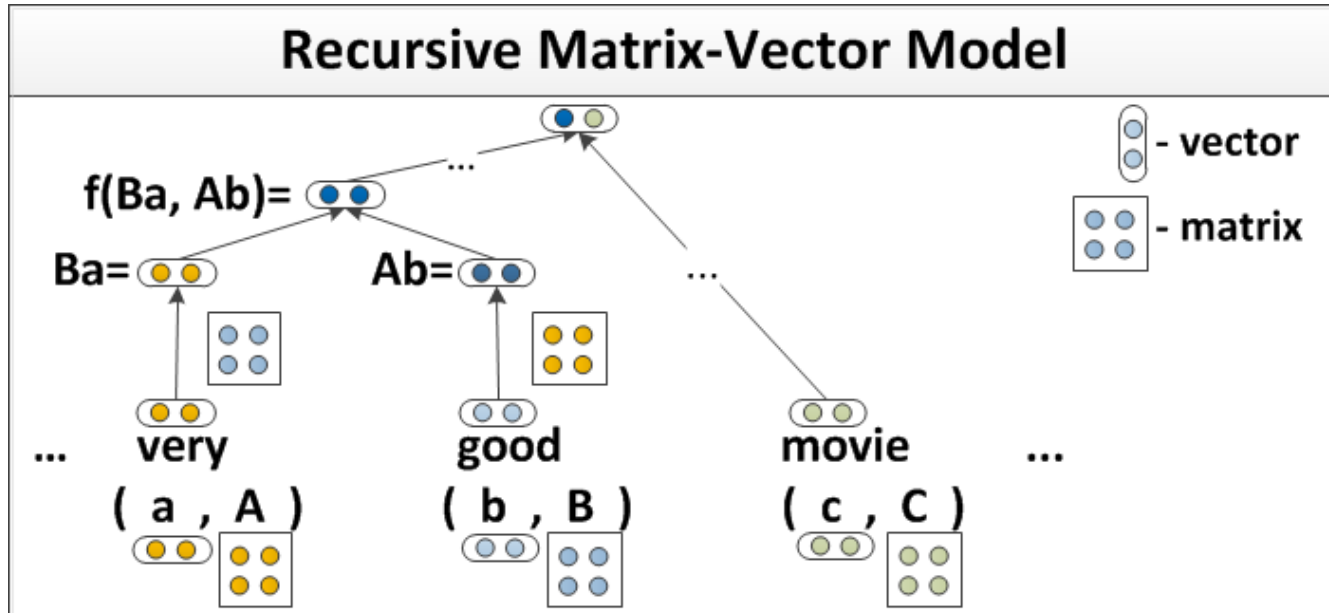 Recursive Matrix-Vector Model
- vector
...
f(Ba, Ab)=
- matrix
Ba=
Ab=
...
... very good movie ...
( a , A ) ( b , B ) ( c , C )